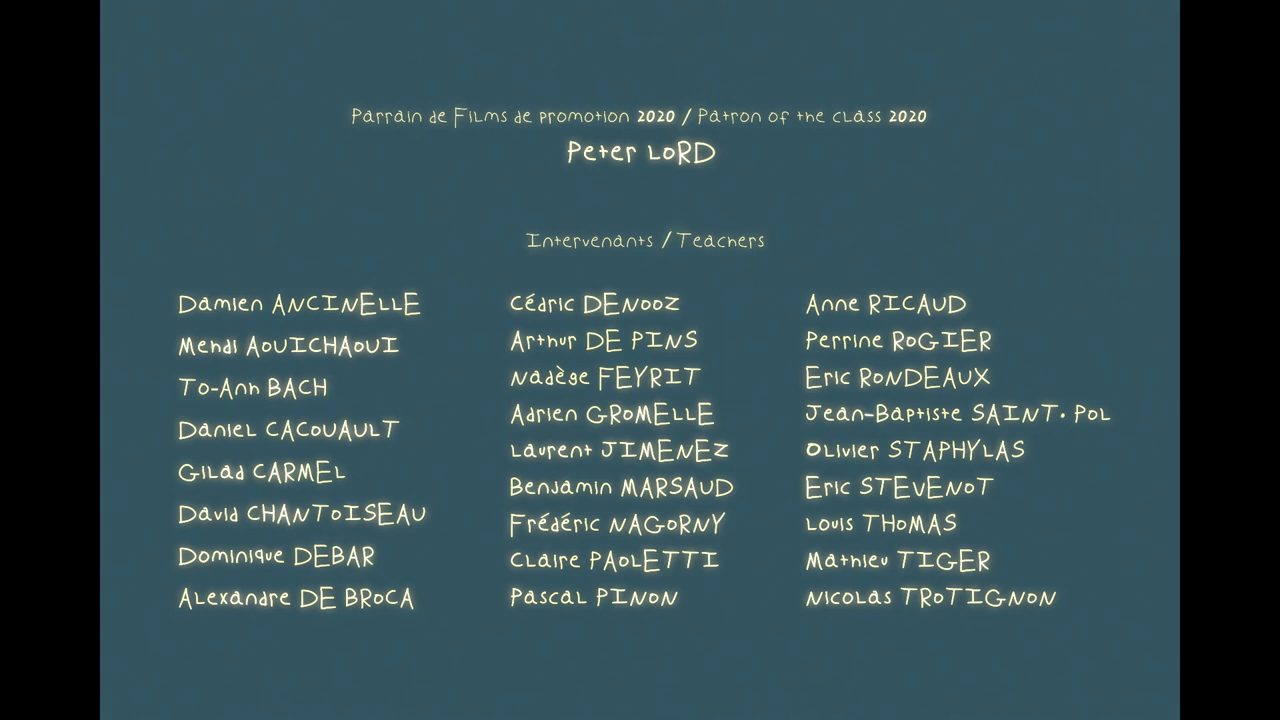 Parrain de Films de promotion 2020 / Patron of the class 2020
Peter LORD
Intervenants / Teachers
Damien ANCINELLE
Mehdi AOUICHAOUI
To-Ann BACH
Daniel CACOUAULT
Gilad CARMEL
David CHANTOISEAU
Dominique DEBAR
Alexandre DE BROCA
Cédric DENOOZ
Arthur DE PINS
Nadège FEYRIT
Adrien GROMELLE
Laurent JIMENEZ
Benjamin MARSAUD
Frédéric NAGORNY
Claire PAOLETTI
Pascal PINON
Anne RICAUD
Perrine ROGIER
Eric RONDEAUX
Jean-Baptiste SAINT-POL
Olivier STAPHYLAS
Eric STEVENOT
Louis THOMAS
Mathieu TIGER
Nicolas TROTIGNON